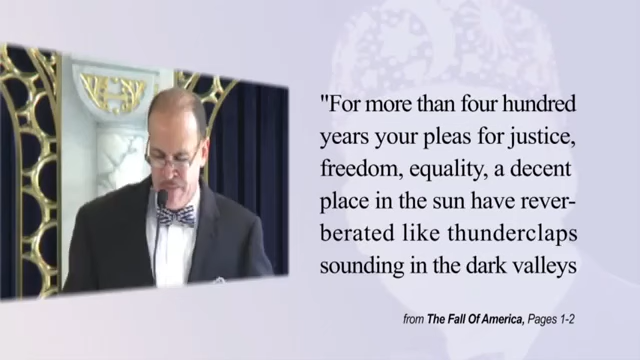 "For more than four hundred
years your pleas for justice,
freedom, equality, a decent
place in the sun have rever-
berated like thunderclaps
sounding in the dark valleys
from The Fall Of America, Pages 1-2